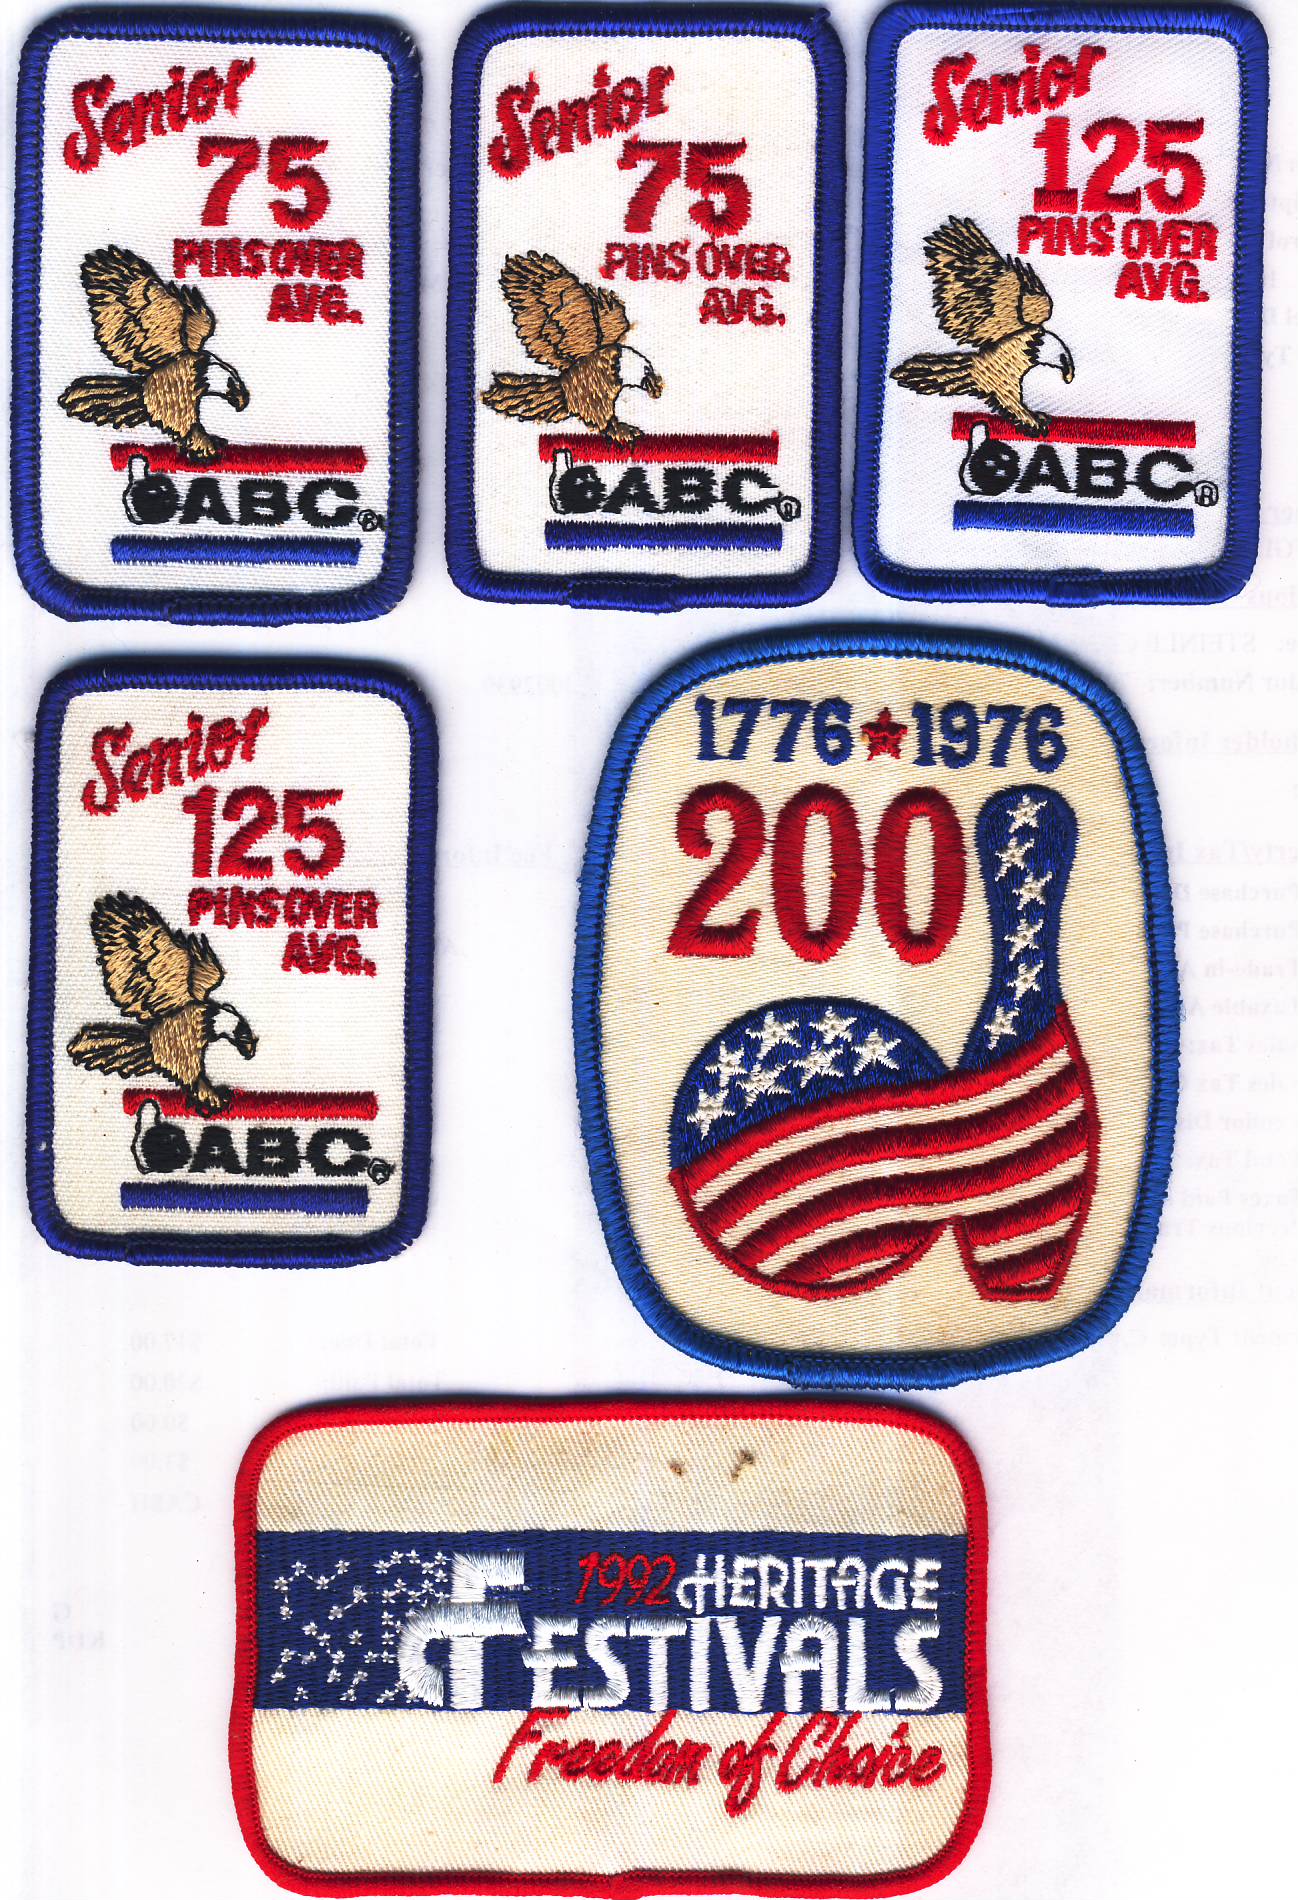 Senior
75
PINS OVER
AVG.
ABC®
Senior
75
PINS OVER
AVG.
ABC®
Senior
125
PINS OVER
AVG.
ABC®
Senior
125
PINS OVER
AVG.
ABC®
1776 ★ 1976
200
1992 HERITAGE
FESTIVALS
Freedom of Choice